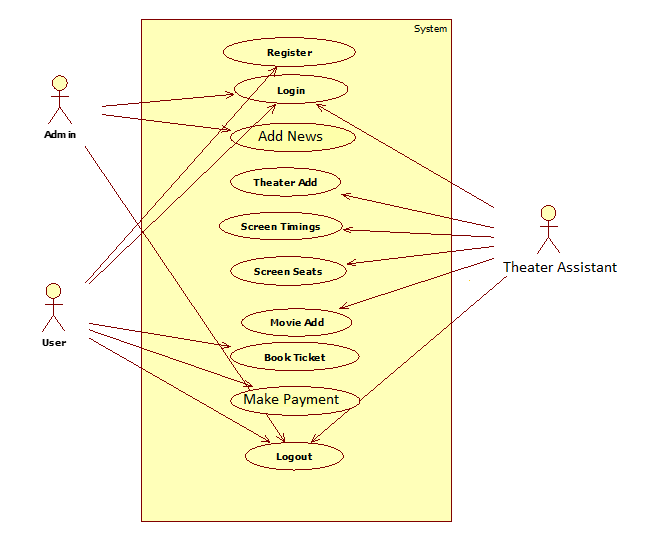 System
Register
Login
Admin
Add News
Theater Add
Screen Timings
Theater Assistant
Screen Seats
Movie Add
User
Book Ticket
Make Payment
Logout